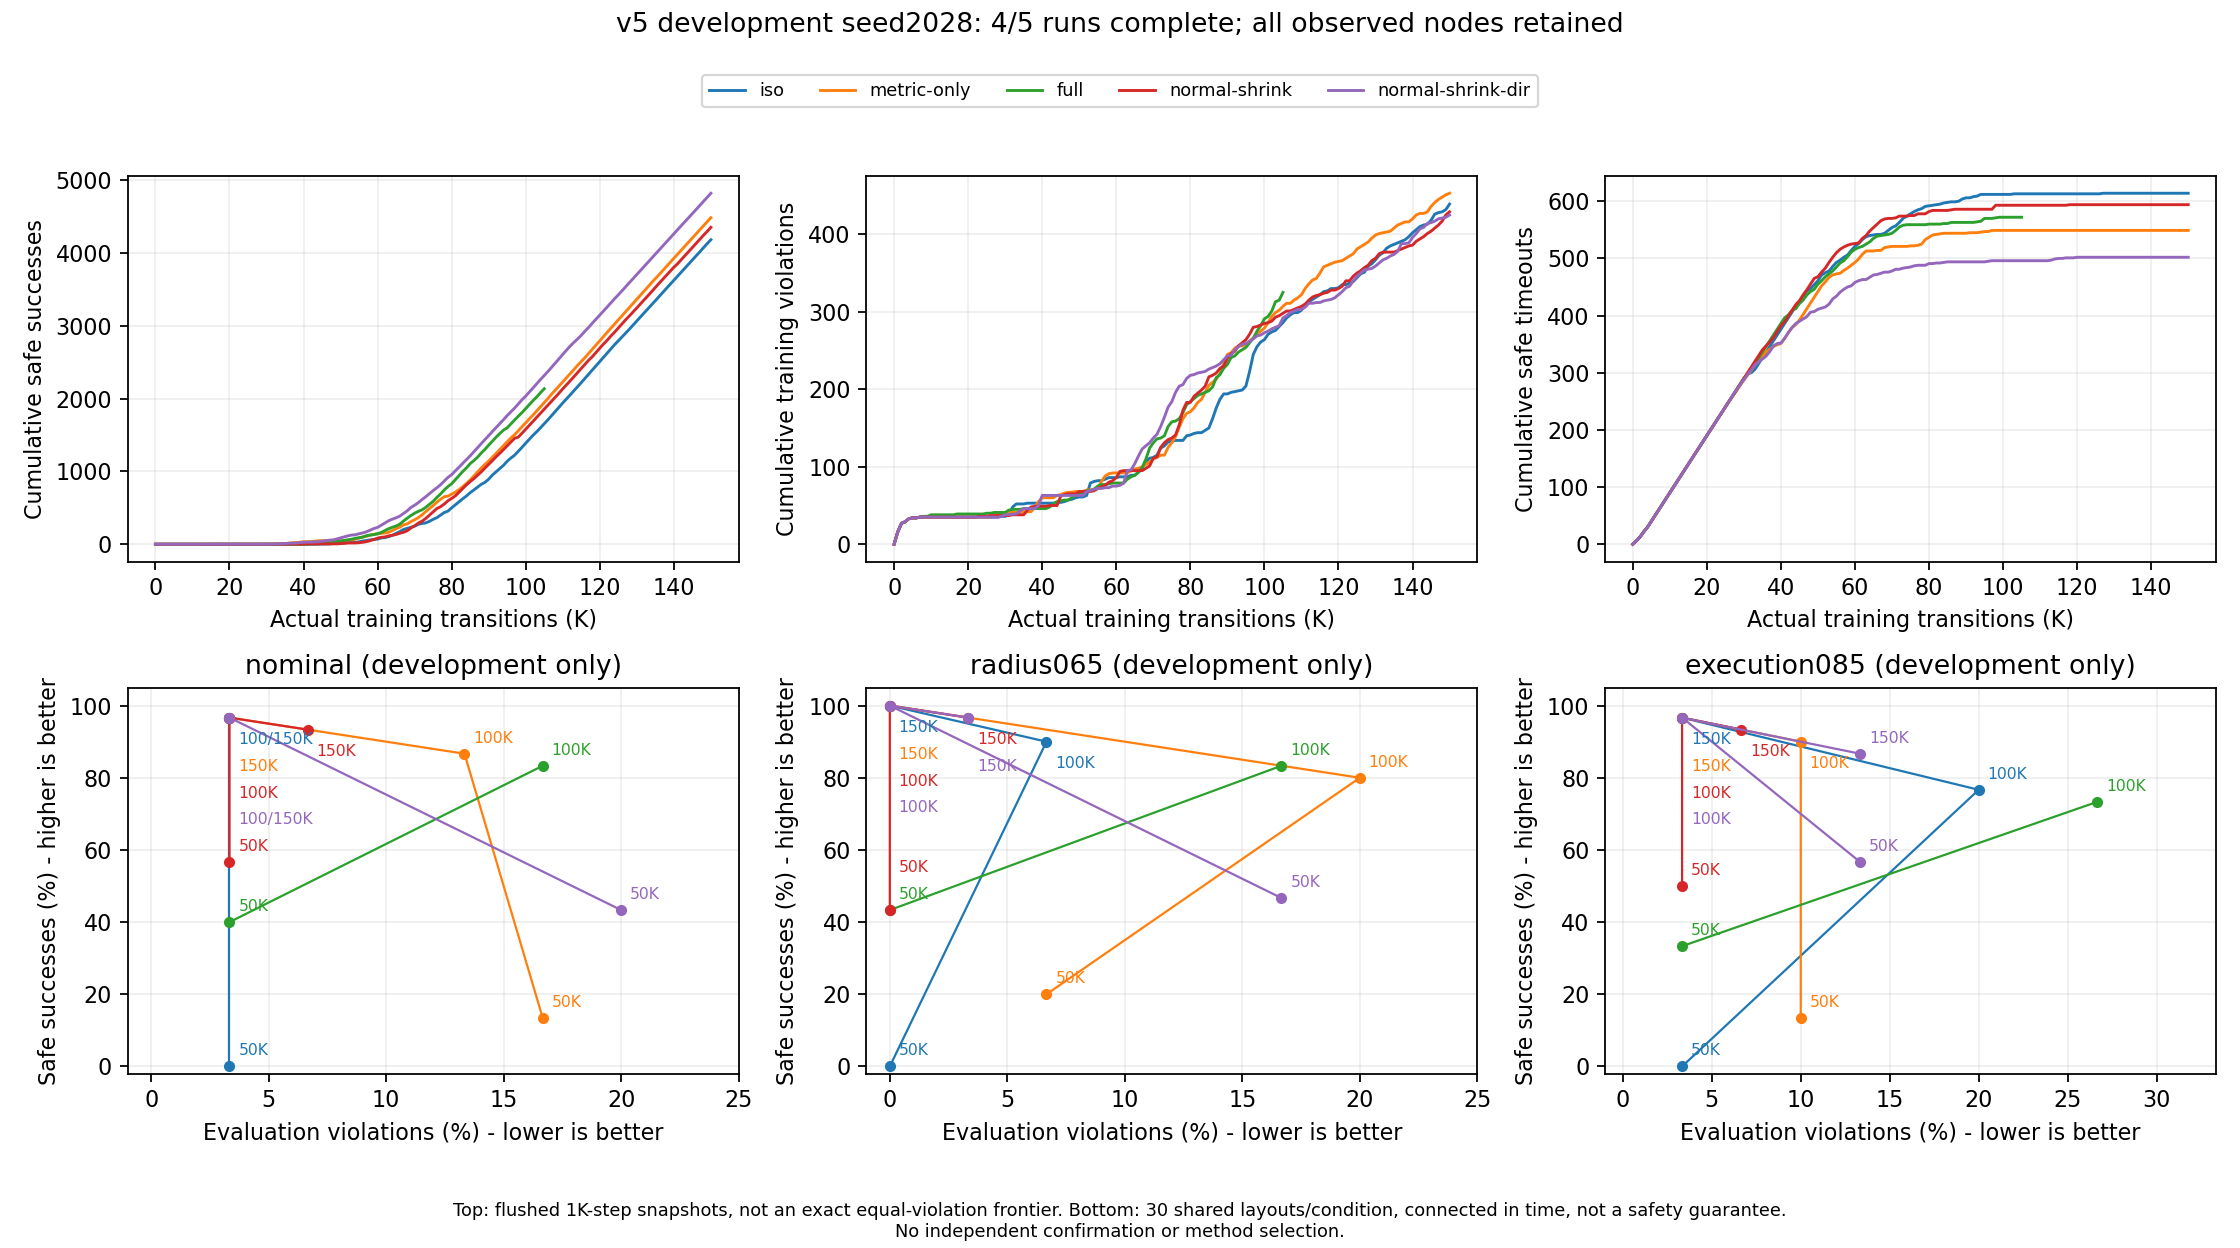 v5 development seed2028: 4/5 runs complete; all observed nodes retained
iso
metric-only
full
normal-shrink
normal-shrink-dir
Cumulative safe successes
5000
4000
3000
2000
1000
0
0 20 40 60 80 100 120 140
Actual training transitions (K)
Cumulative training violations
400
300
200
100
0
0 20 40 60 80 100 120 140
Actual training transitions (K)
Cumulative safe timeouts
600
500
400
300
200
100
0
0 20 40 60 80 100 120 140
Actual training transitions (K)
nominal (development only)
Safe successes (%) - higher is better
100
80
60
40
20
0
100/150K
150K
150K
100K
100/150K
50K
50K
50K
100K
100K
50K
50K
0 5 10 15 20 25
Evaluation violations (%) - lower is better
radius065 (development only)
Safe successes (%) - higher is better
100
80
60
40
20
0
150K
150K
150K
100K
150K
100K
100K
50K
50K
50K
50K
50K
100K
100K
0 5 10 15 20 25
Evaluation violations (%) - lower is better
execution085 (development only)
Safe successes (%) - higher is better
100
80
60
40
20
0
150K
150K
150K
100K
150K
100K
100K
50K
50K
50K
50K
50K
100K
100K
0 5 10 15 20 25 30
Evaluation violations (%) - lower is better
Top: flushed 1K-step snapshots, not an exact equal-violation frontier. Bottom: 30 shared layouts/condition, connected in time, not a safety guarantee.
No independent confirmation or method selection.